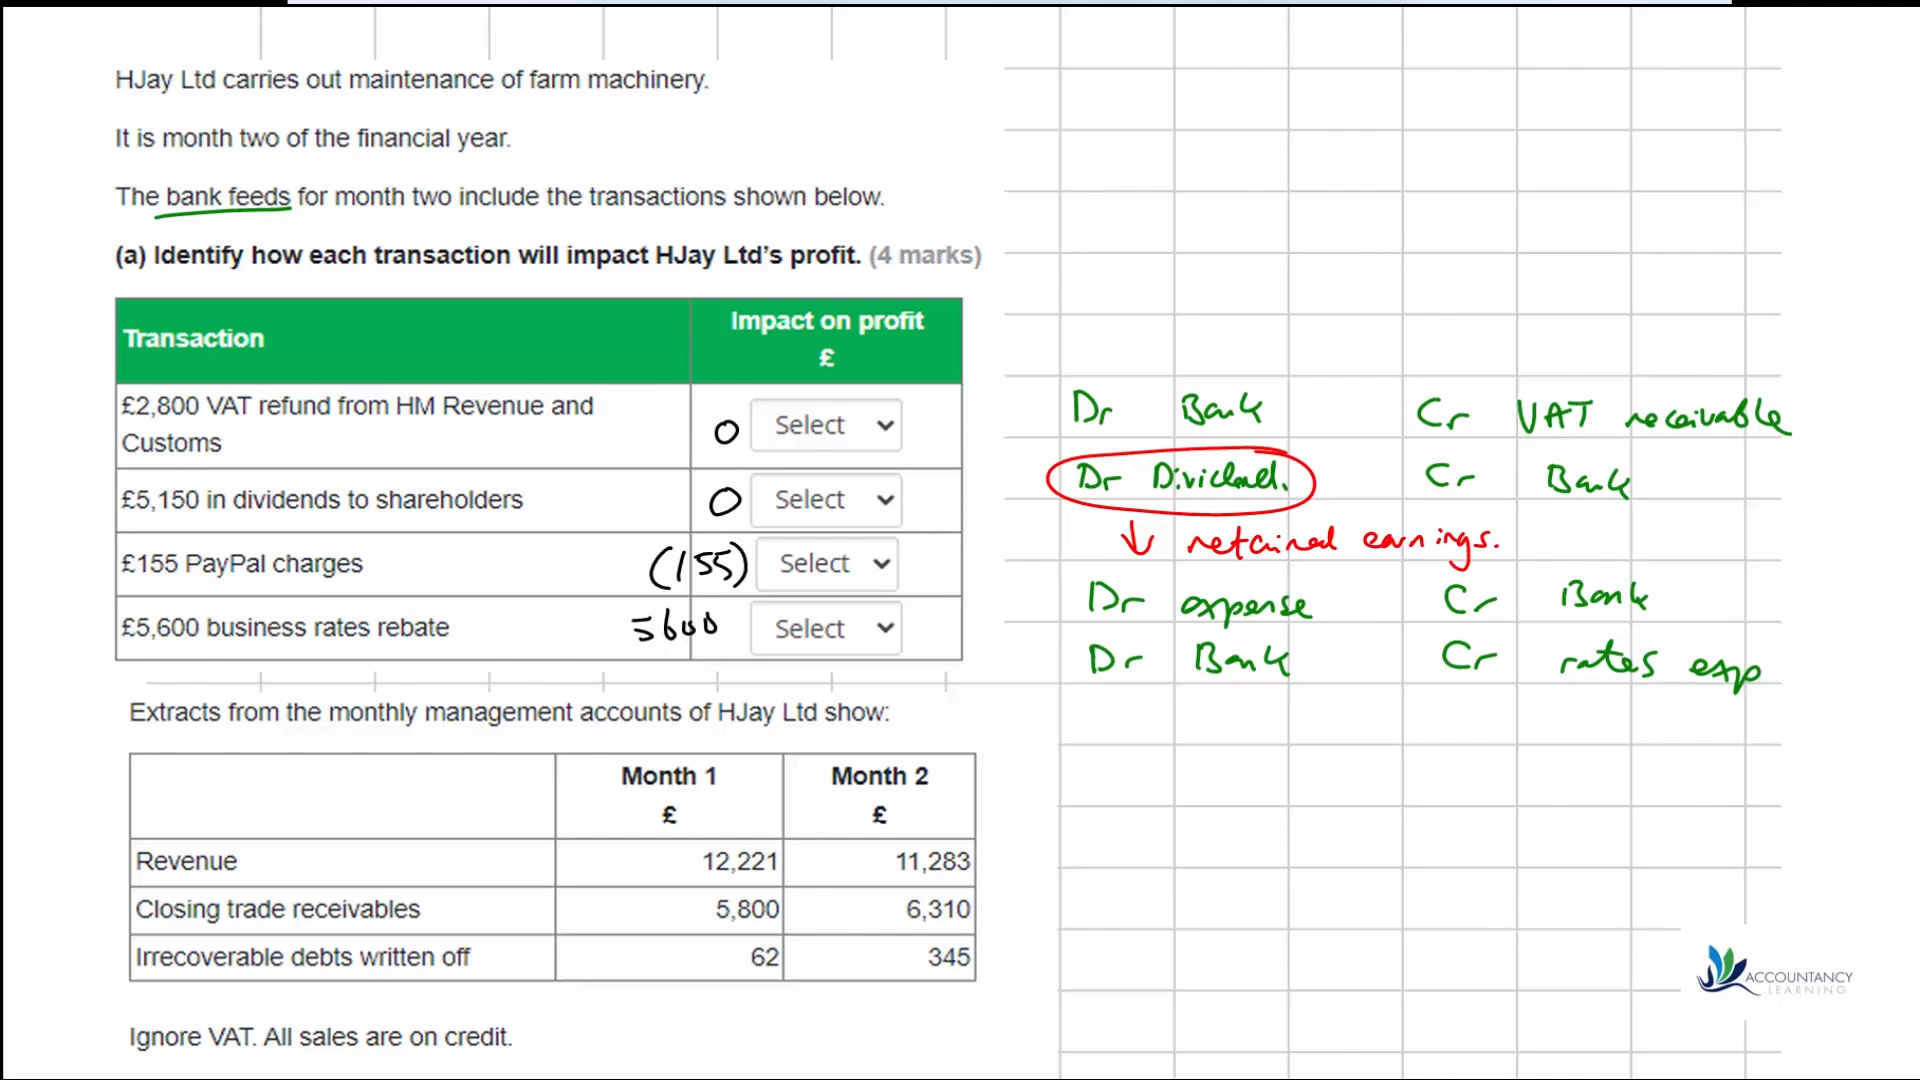 HJay Ltd carries out maintenance of farm machinery.
It is month two of the financial year.
The bank feeds for month two include the transactions shown below.
(a) Identify how each transaction will impact HJay Ltd’s profit. (4 marks)
Transaction
Impact on profit
£
£2,800 VAT refund from HM Revenue and
Customs
0 Select
£5,150 in dividends to shareholders
0 Select
£155 PayPal charges
(155) Select
£5,600 business rates rebate
5600 Select
Dr Bank Cr VAT receivable
Dr Dividend. Cr Bank
↓ retained earnings.
Dr expense Cr Bank
Dr Bank Cr rates exp
Extracts from the monthly management accounts of HJay Ltd show:
Month 1 Month 2
£ £
Revenue 12,221 11,283
Closing trade receivables 5,800 6,310
Irrecoverable debts written off 62 345
Ignore VAT. All sales are on credit.
ACCOUNTANCY
LEARNING